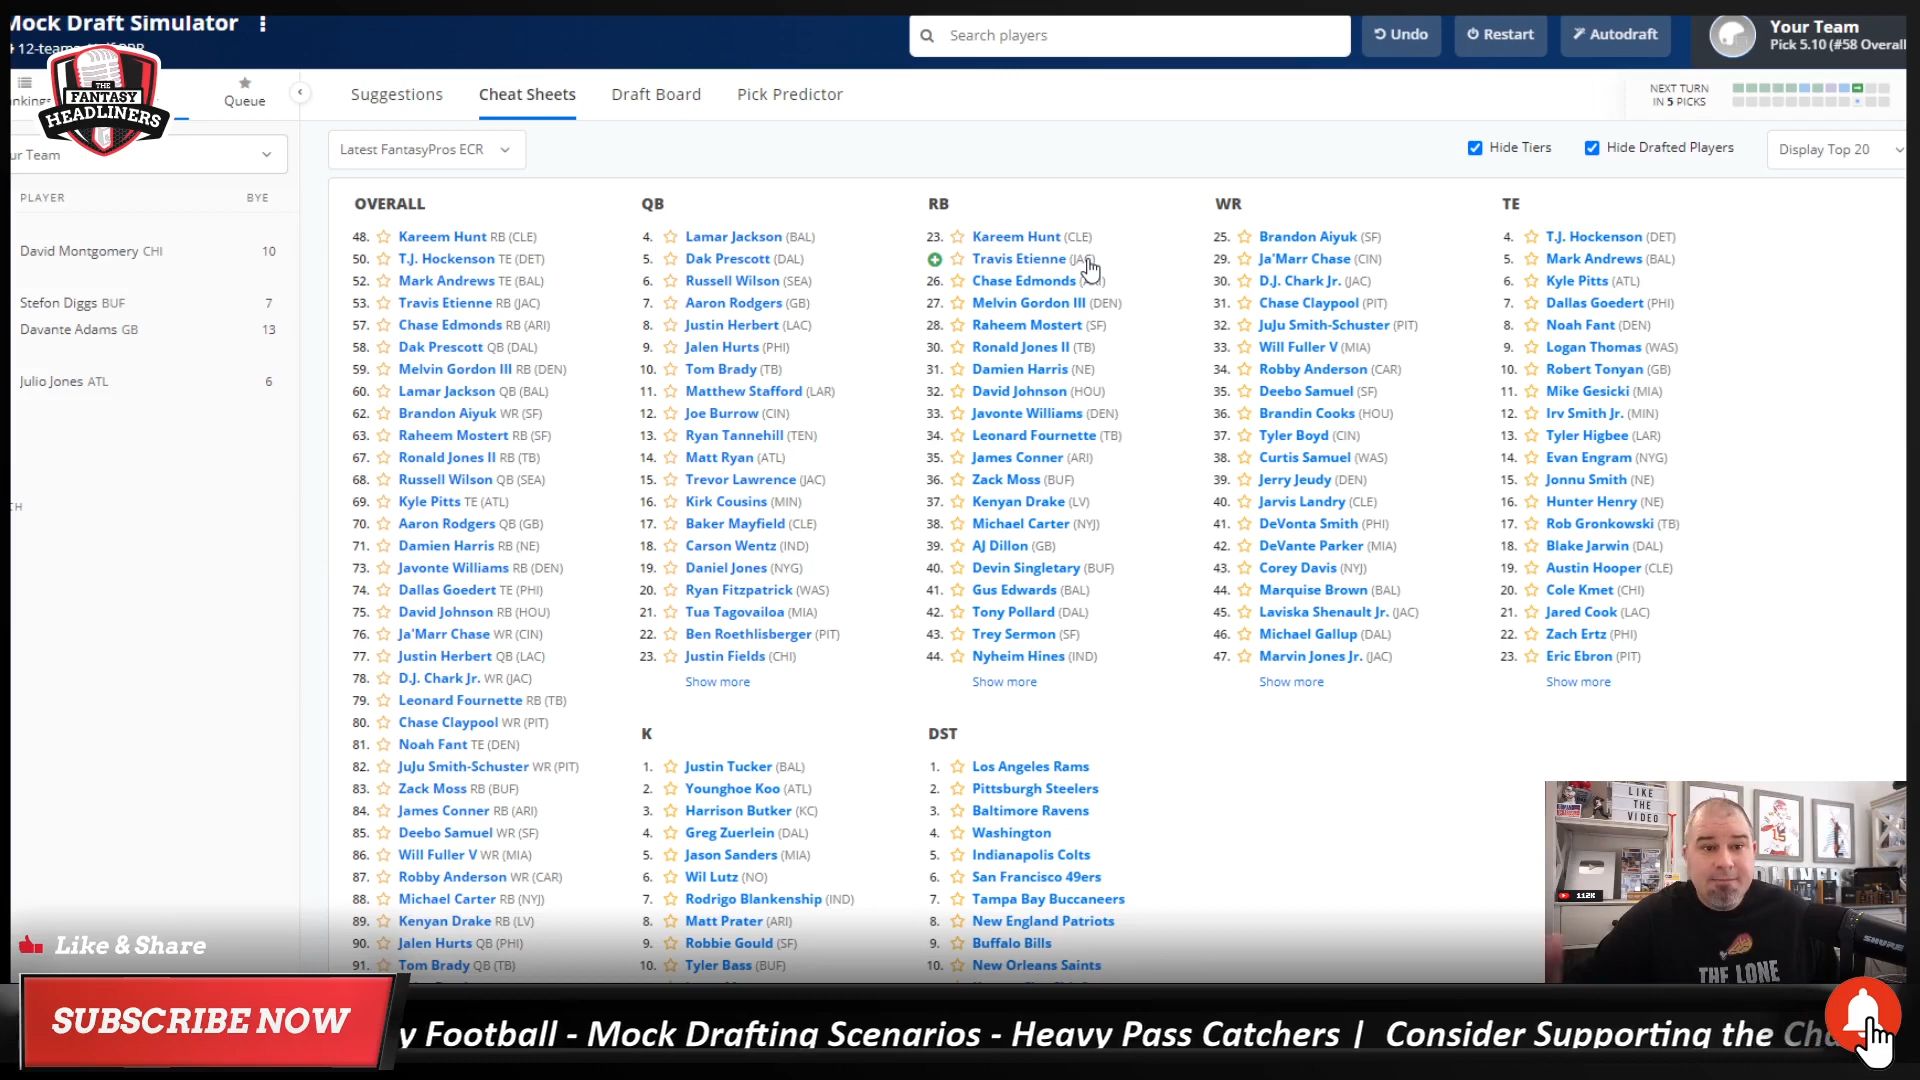 Mock Draft Simulator
12-team
Search players
Undo
Restart
Autodraft
Your Team
Pick 5.10 (#58 Overall
THE FANTASY HEADLINERS
Queue
Suggestions
Cheat Sheets
Draft Board
Pick Predictor
NEXT TURN
IN 5 PICKS
ur Team
Latest FantasyPros ECR
Hide Tiers
Hide Drafted Players
Display Top 20
PLAYER BYE
David Montgomery CHI 10
Stefon Diggs BUF 7
Davante Adams GB 13
Julio Jones ATL 6
OVERALL
48. Kareem Hunt RB (CLE)
50. T.J. Hockenson TE (DET)
52. Mark Andrews TE (BAL)
53. Travis Etienne RB (JAC)
57. Chase Edmonds RB (ARI)
58. Dak Prescott QB (DAL)
59. Melvin Gordon III RB (DEN)
60. Lamar Jackson QB (BAL)
62. Brandon Aiyuk WR (SF)
63. Raheem Mostert RB (SF)
67. Ronald Jones II RB (TB)
68. Russell Wilson QB (SEA)
69. Kyle Pitts TE (ATL)
70. Aaron Rodgers QB (GB)
71. Damien Harris RB (NE)
73. Javonte Williams RB (DEN)
74. Dallas Goedert TE (PHI)
75. David Johnson RB (HOU)
76. Ja'Marr Chase WR (CIN)
77. Justin Herbert QB (LAC)
78. D.J. Chark Jr. WR (JAC)
79. Leonard Fournette RB (TB)
80. Chase Claypool WR (PIT)
81. Noah Fant TE (DEN)
82. JuJu Smith-Schuster WR (PIT)
83. Zack Moss RB (BUF)
84. James Conner RB (ARI)
85. Deebo Samuel WR (SF)
86. Will Fuller V WR (MIA)
87. Robby Anderson WR (CAR)
88. Michael Carter RB (NYJ)
89. Kenyan Drake RB (LV)
90. Jalen Hurts QB (PHI)
91. Tom Brady QB (TB)
QB
4. Lamar Jackson (BAL)
5. Dak Prescott (DAL)
6. Russell Wilson (SEA)
7. Aaron Rodgers (GB)
8. Justin Herbert (LAC)
9. Jalen Hurts (PHI)
10. Tom Brady (TB)
11. Matthew Stafford (LAR)
12. Joe Burrow (CIN)
13. Ryan Tannehill (TEN)
14. Matt Ryan (ATL)
15. Trevor Lawrence (JAC)
16. Kirk Cousins (MIN)
17. Baker Mayfield (CLE)
18. Carson Wentz (IND)
19. Daniel Jones (NYG)
20. Ryan Fitzpatrick (WAS)
21. Tua Tagovailoa (MIA)
22. Ben Roethlisberger (PIT)
23. Justin Fields (CHI)
Show more
RB
23. Kareem Hunt (CLE)
Travis Etienne (JAC)
26. Chase Edmonds
27. Melvin Gordon III (DEN)
28. Raheem Mostert (SF)
30. Ronald Jones II (TB)
31. Damien Harris (NE)
32. David Johnson (HOU)
33. Javonte Williams (DEN)
34. Leonard Fournette (TB)
35. James Conner (ARI)
36. Zack Moss (BUF)
37. Kenyan Drake (LV)
38. Michael Carter (NYJ)
39. AJ Dillon (GB)
40. Devin Singletary (BUF)
41. Gus Edwards (BAL)
42. Tony Pollard (DAL)
43. Trey Sermon (SF)
44. Nyheim Hines (IND)
Show more
WR
25. Brandon Aiyuk (SF)
29. Ja'Marr Chase (CIN)
30. D.J. Chark Jr. (JAC)
31. Chase Claypool (PIT)
32. JuJu Smith-Schuster (PIT)
33. Will Fuller V (MIA)
34. Robby Anderson (CAR)
35. Deebo Samuel (SF)
36. Brandin Cooks (HOU)
37. Tyler Boyd (CIN)
38. Curtis Samuel (WAS)
39. Jerry Jeudy (DEN)
40. Jarvis Landry (CLE)
41. DeVonta Smith (PHI)
42. DeVante Parker (MIA)
43. Corey Davis (NYJ)
44. Marquise Brown (BAL)
45. Laviska Shenault Jr. (JAC)
46. Michael Gallup (DAL)
47. Marvin Jones Jr. (JAC)
Show more
TE
4. T.J. Hockenson (DET)
5. Mark Andrews (BAL)
6. Kyle Pitts (ATL)
7. Dallas Goedert (PHI)
8. Noah Fant (DEN)
9. Logan Thomas (WAS)
10. Robert Tonyan (GB)
11. Mike Gesicki (MIA)
12. Irv Smith Jr. (MIN)
13. Tyler Higbee (LAR)
14. Evan Engram (NYG)
15. Jonnu Smith (NE)
16. Hunter Henry (NE)
17. Rob Gronkowski (TB)
18. Blake Jarwin (DAL)
19. Austin Hooper (CLE)
20. Cole Kmet (CHI)
21. Jared Cook (LAC)
22. Zach Ertz (PHI)
23. Eric Ebron (PIT)
Show more
K
1. Justin Tucker (BAL)
2. Younghoe Koo (ATL)
3. Harrison Butker (KC)
4. Greg Zuerlein (DAL)
5. Jason Sanders (MIA)
6. Wil Lutz (NO)
7. Rodrigo Blankenship (IND)
8. Matt Prater (ARI)
9. Robbie Gould (SF)
10. Tyler Bass (BUF)
DST
1. Los Angeles Rams
2. Pittsburgh Steelers
3. Baltimore Ravens
4. Washington
5. Indianapolis Colts
6. San Francisco 49ers
7. Tampa Bay Buccaneers
8. New England Patriots
9. Buffalo Bills
10. New Orleans Saints
LIKE
THE
VIDEO
112K
SHURE
THE LONE
Like & Share
SUBSCRIBE NOW
y Football - Mock Drafting Scenarios - Heavy Pass Catchers | Consider Supporting the Cha